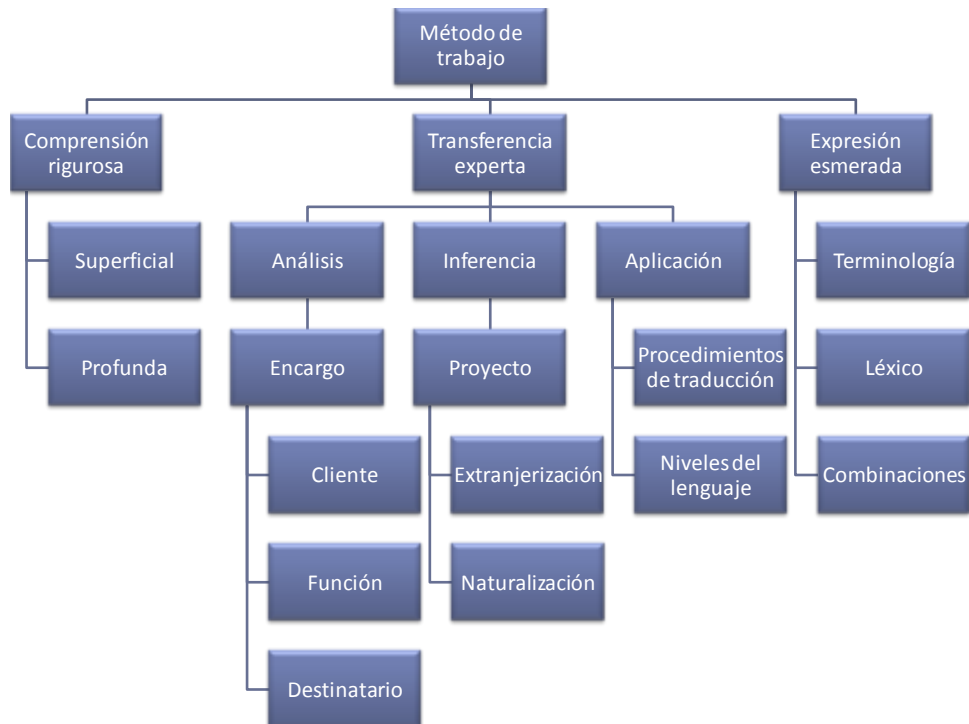 Método de
trabajo
Comprensión
rigurosa
Transferencia
experta
Expresión
esmerada
Superficial
Análisis
Inferencia
Aplicación
Terminología
Profunda
Encargo
Proyecto
Procedimientos
de traducción
Léxico
Cliente
Extranjerización
Niveles del
lenguaje
Combinaciones
Función
Naturalización
Destinatario